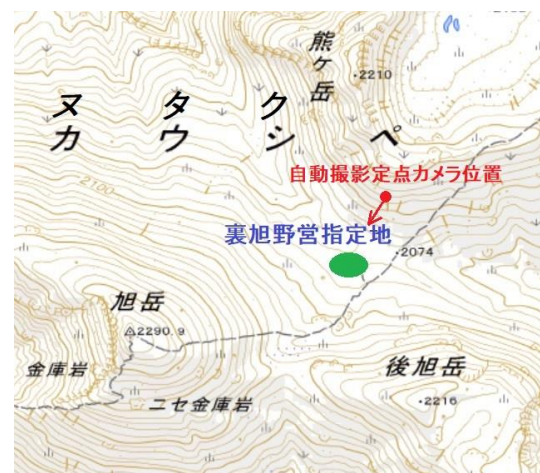 熊ヶ岳
・2210
ヌタクカウシペ
自動撮影定点カメラ位置
裏旭野営指定地
・2074
2100
旭岳
△2290.9
金庫岩
ニセ金庫岩
後旭岳
・2216